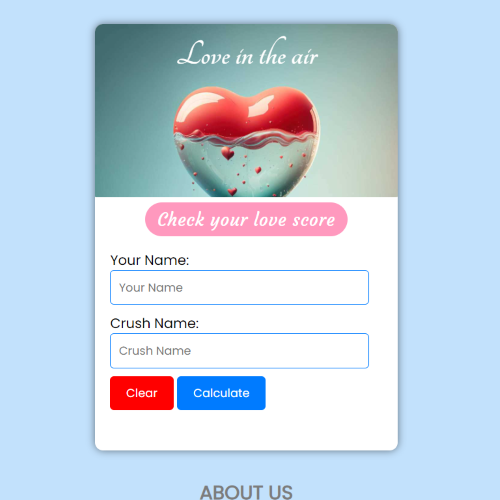 Love in the air
Check your love score
Your Name:
Your Name
Crush Name:
Crush Name
Clear Calculate
ABOUT US